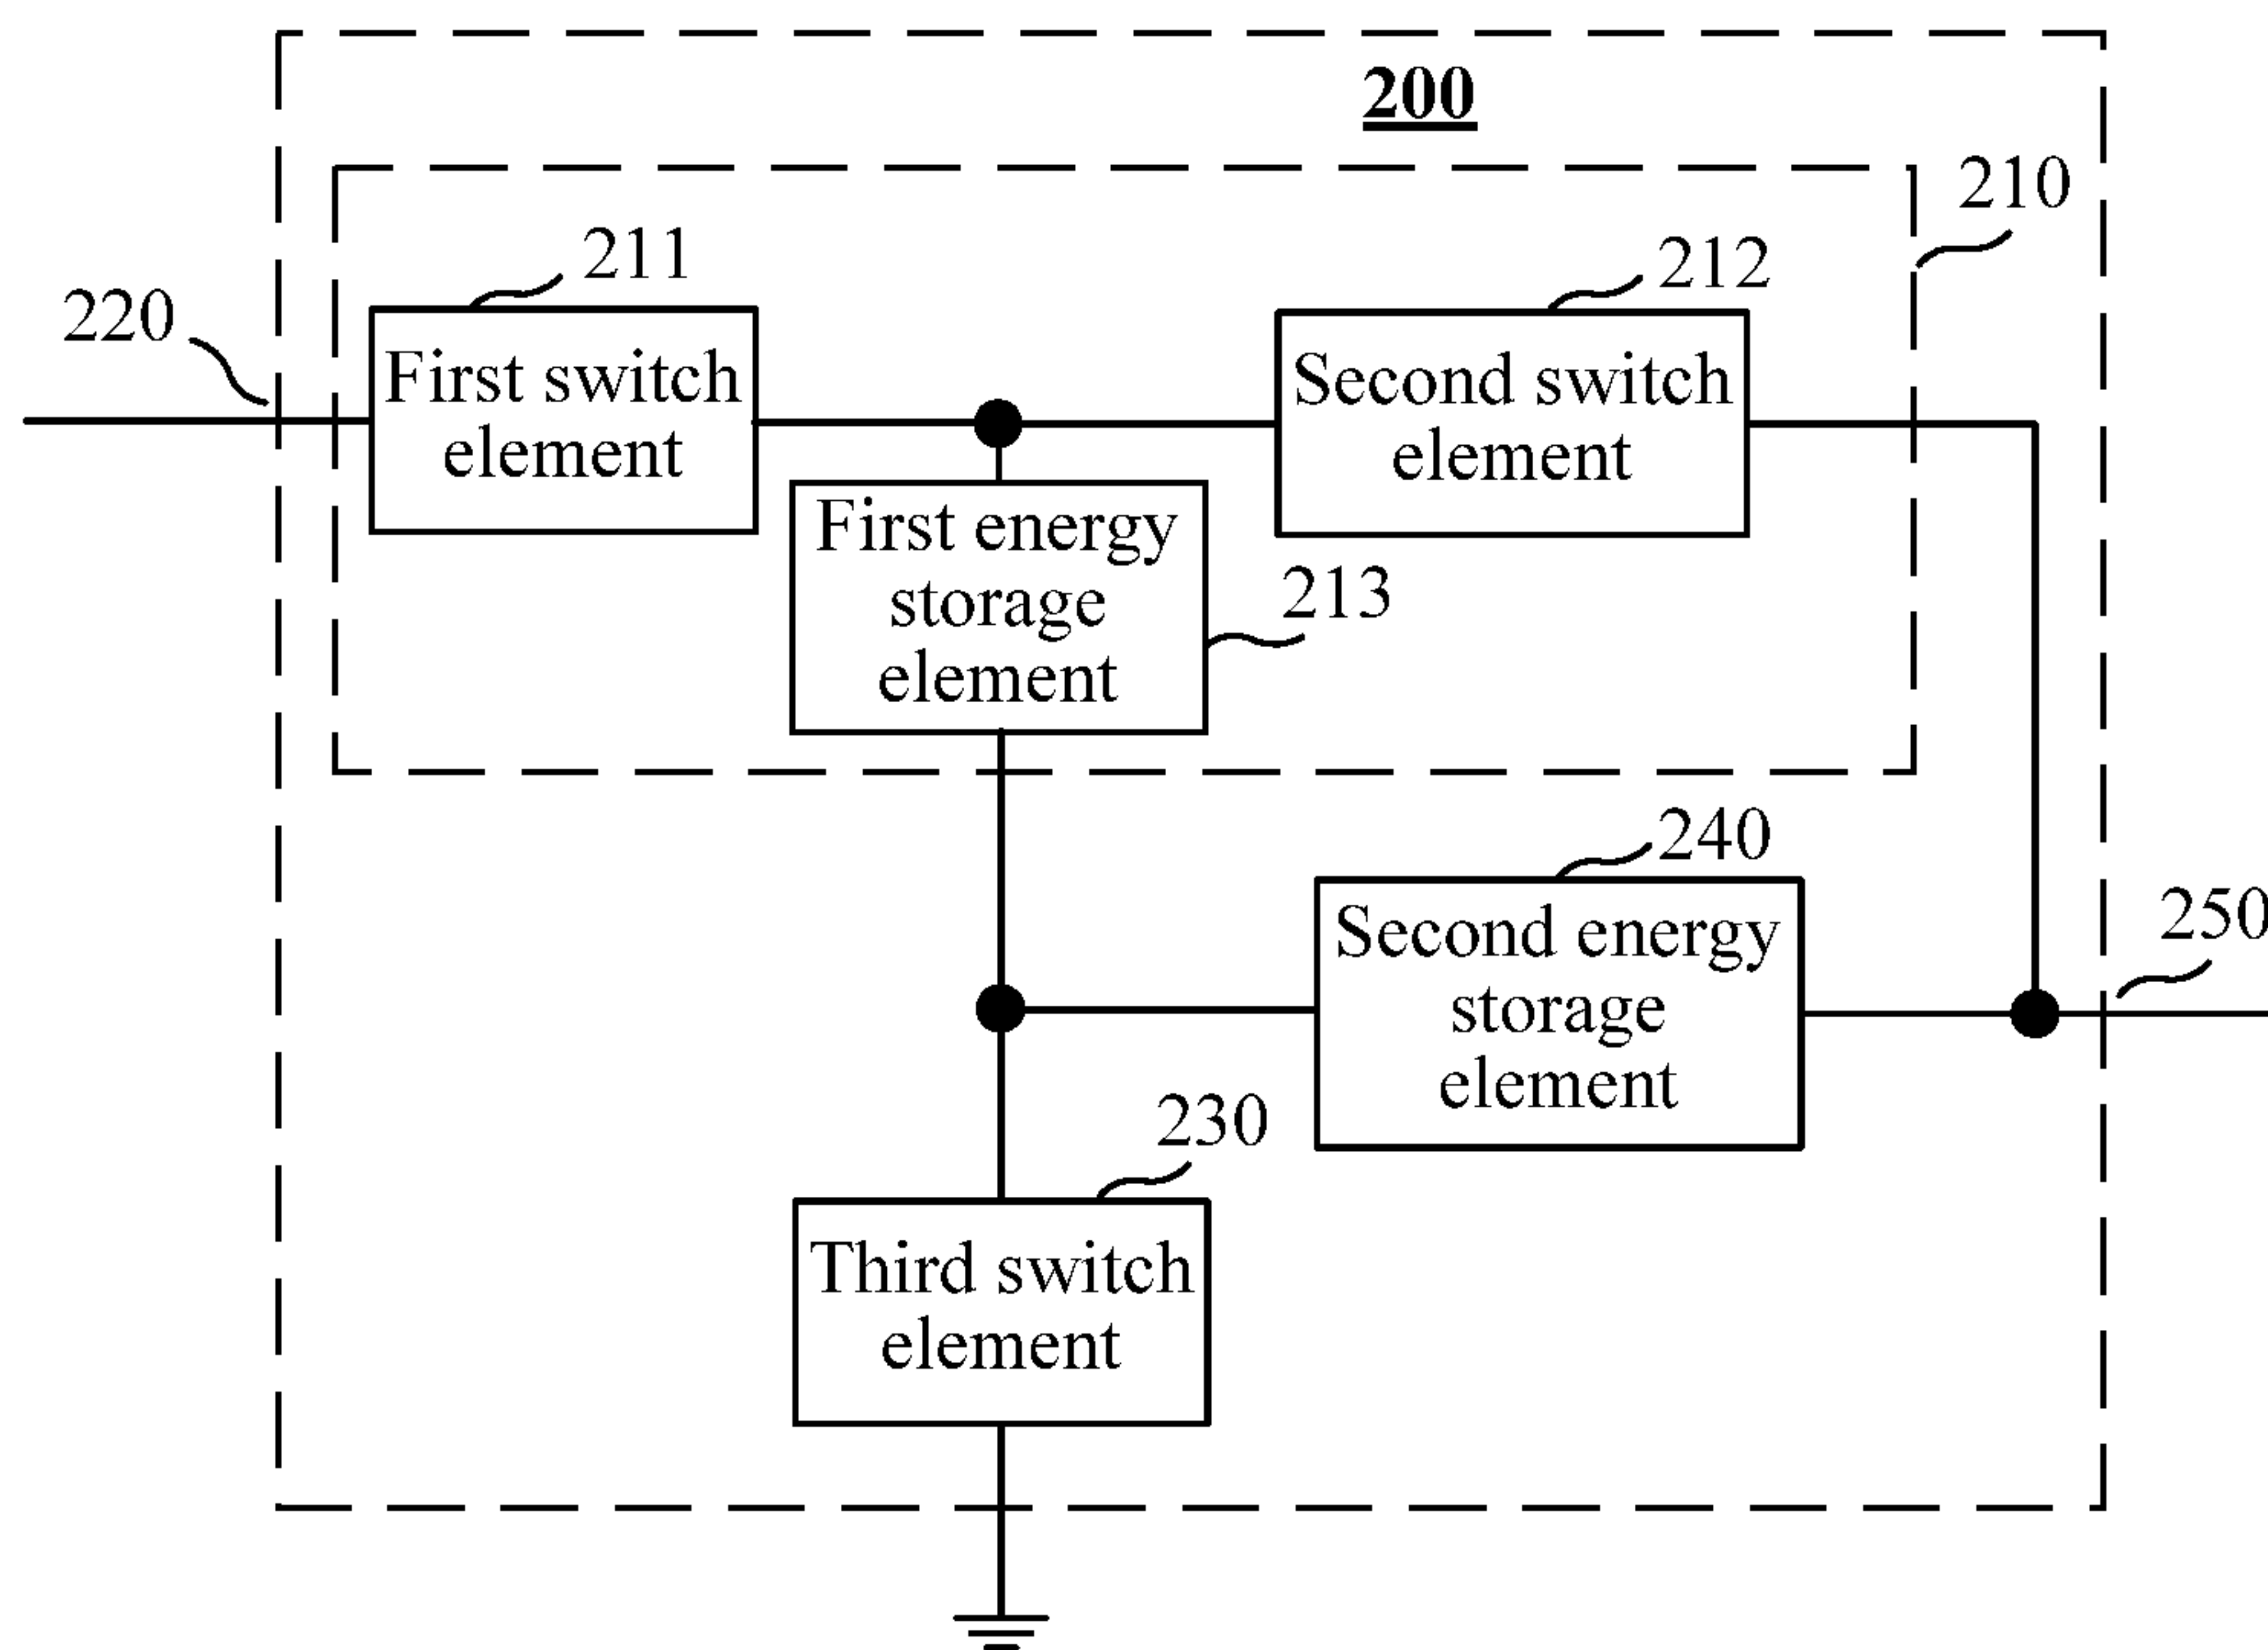 200
210
211
212
220
First switch
element
Second switch
element
First energy
storage
element
213
240
250
Second energy
storage
element
230
Third switch
element